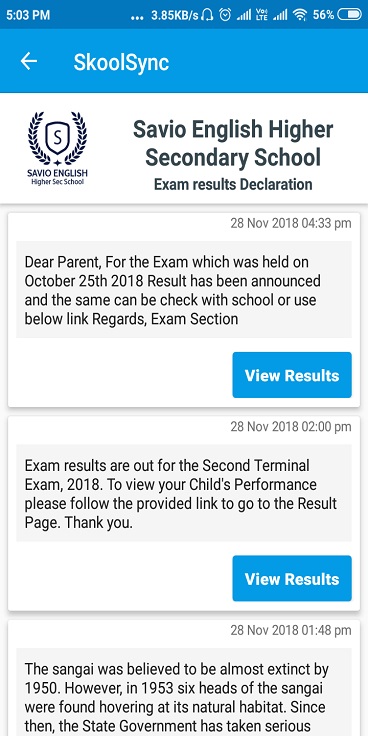 5:03 PM ... 3.85KB/s VoLTE 56%
SkoolSync
SAVIO ENGLISH
Higher Sec School
Savio English Higher
Secondary School
Exam results Declaration
28 Nov 2018 04:33 pm
Dear Parent, For the Exam which was held on
October 25th 2018 Result has been announced
and the same can be check with school or use
below link Regards, Exam Section
View Results
28 Nov 2018 02:00 pm
Exam results are out for the Second Terminal
Exam, 2018. To view your Child's Performance
please follow the provided link to go to the Result
Page. Thank you.
View Results
28 Nov 2018 01:48 pm
The sangai was believed to be almost extinct by
1950. However, in 1953 six heads of the sangai
were found hovering at its natural habitat. Since
then, the State Government has taken serious